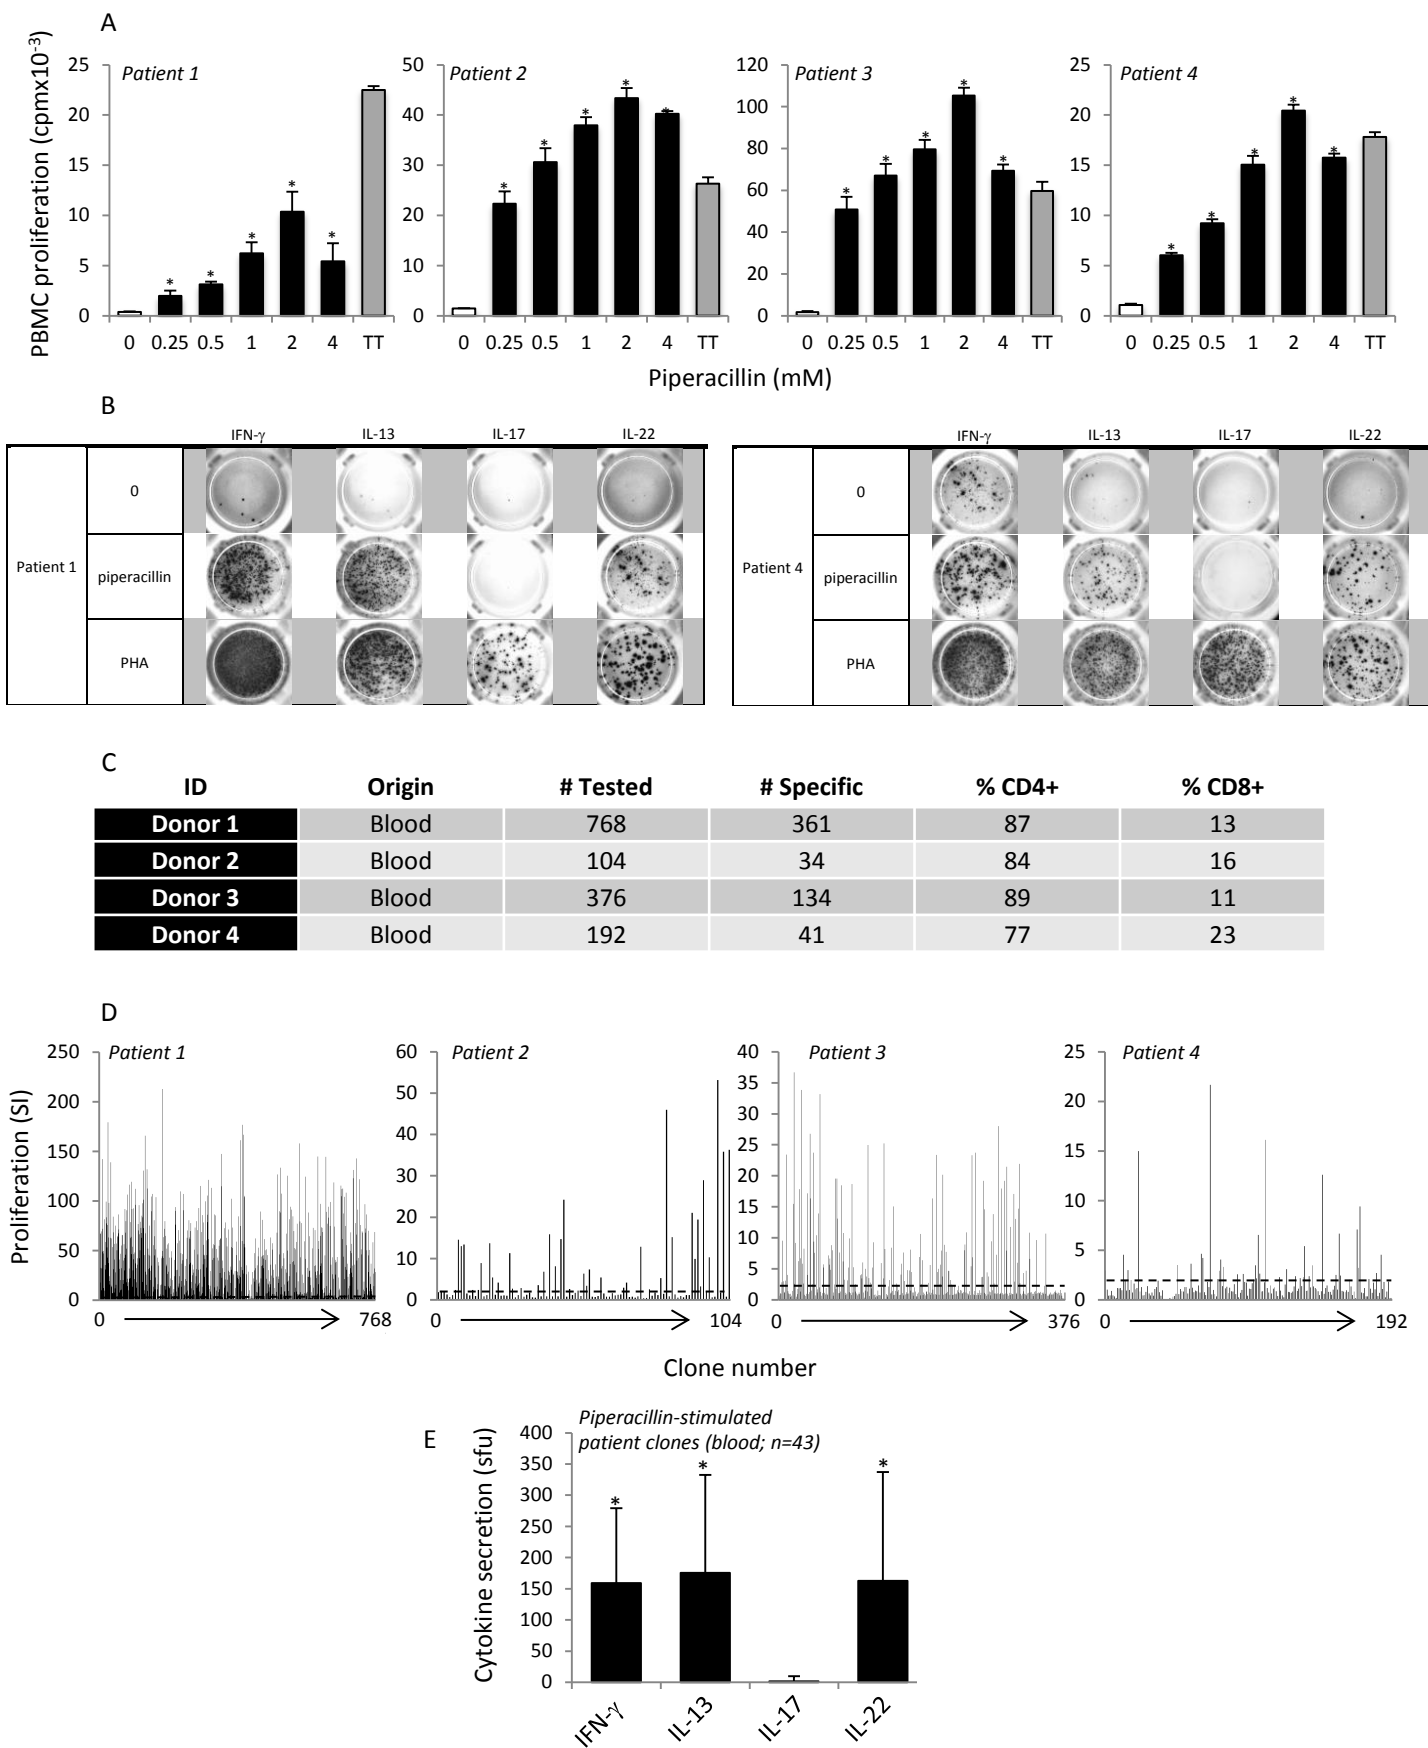 A
PBMC proliferation (cpmx10⁻³)
Patient 1
25
20
15
10
5
0
* * * * *
0 0.25 0.5 1 2 4 TT
Patient 2
50
40
30
20
10
0
* * * * *
0 0.25 0.5 1 2 4 TT
Patient 3
120
100
80
60
40
20
0
* * * * *
0 0.25 0.5 1 2 4 TT
Patient 4
25
20
15
10
5
0
* * * * *
0 0.25 0.5 1 2 4 TT
Piperacillin (mM)
B
IFN-γ IL-13 IL-17 IL-22
Patient 1
0
piperacillin
PHA
IFN-γ IL-13 IL-17 IL-22
Patient 4
0
piperacillin
PHA
C
ID Origin # Tested # Specific % CD4+ % CD8+
Donor 1 Blood 768 361 87 13
Donor 2 Blood 104 34 84 16
Donor 3 Blood 376 134 89 11
Donor 4 Blood 192 41 77 23
D
Proliferation (SI)
Patient 1
250
200
150
100
50
0
0 768
Patient 2
60
50
40
30
20
10
0
0 104
Patient 3
40
35
30
25
20
15
10
5
0
0 376
Patient 4
25
20
15
10
5
0
0 192
Clone number
E
Cytokine secretion (sfu)
Piperacillin-stimulated
patient clones (blood; n=43)
400
350
300
250
200
150
100
50
0
* * *
IFN-γ IL-13 IL-17 IL-22